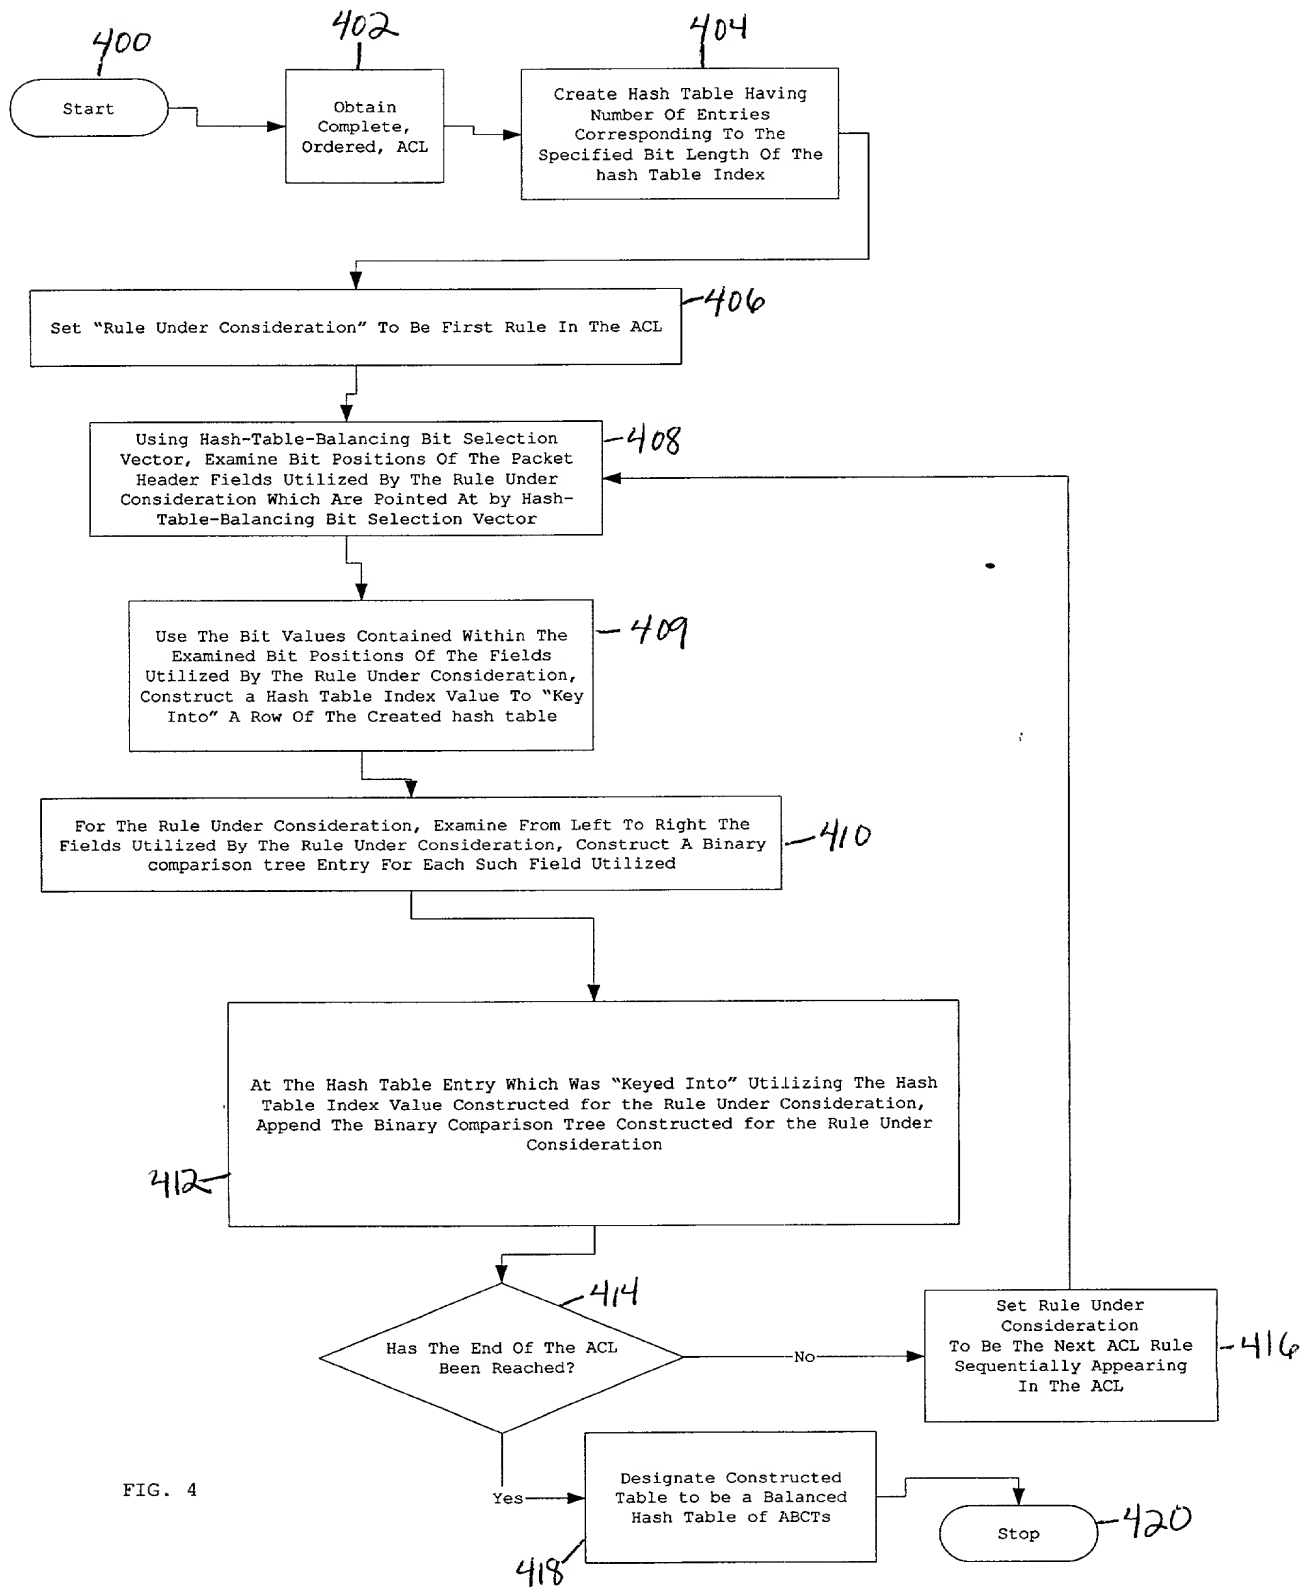 400
402
404
Start
Obtain
Complete,
Ordered, ACL
Create Hash Table Having
Number Of Entries
Corresponding To The
Specified Bit Length Of The
hash Table Index
406
Set “Rule Under Consideration” To Be First Rule In The ACL
408
Using Hash-Table-Balancing Bit Selection
Vector, Examine Bit Positions Of The Packet
Header Fields Utilized By The Rule Under
Consideration Which Are Pointed At by Hash-
Table-Balancing Bit Selection Vector
409
Use The Bit Values Contained Within The
Examined Bit Positions Of The Fields
Utilized By The Rule Under Consideration,
Construct a Hash Table Index Value To “Key
Into” A Row Of The Created hash table
410
For The Rule Under Consideration, Examine From Left To Right The
Fields Utilized By The Rule Under Consideration, Construct A Binary
comparison tree Entry For Each Such Field Utilized
At The Hash Table Entry Which Was “Keyed Into” Utilizing The Hash
Table Index Value Constructed for the Rule Under Consideration,
Append The Binary Comparison Tree Constructed for the Rule Under
Consideration
412
414
Has The End Of The ACL
Been Reached?
No
Set Rule Under
Consideration
To Be The Next ACL Rule
Sequentially Appearing
In The ACL
416
Yes
Designate Constructed
Table to be a Balanced
Hash Table of ABCTs
418
Stop
420
FIG. 4